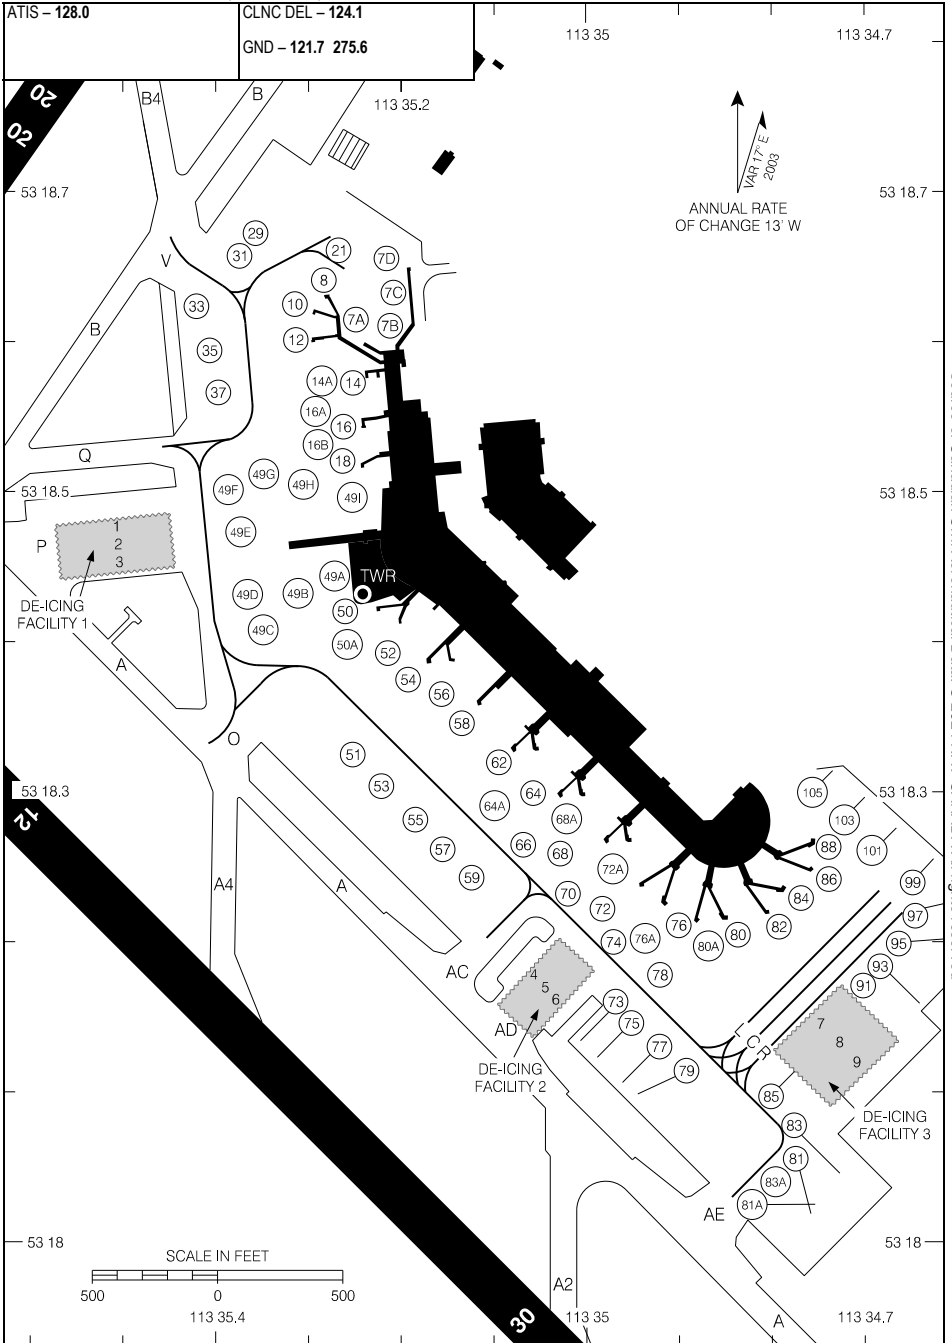 ATIS – 128.0
CLNC DEL – 124.1
GND – 121.7 275.6
113 35
113 34.7
113 35.2
20
02
B4
B
VAR 17° E
2003
ANNUAL RATE
OF CHANGE 13' W
53 18.7
53 18.7
29
31
21
7D
V
8
7C
33
10
7A
7B
B
12
35
14A
14
37
16A
16
16B
Q
18
49G
49F
49H
49I
53 18.5
53 18.5
49E
P
1
2
3
TWR
49A
49D
49B
50
DE-ICING
FACILITY 1
49C
50A
52
A
54
56
58
O
51
62
53
53 18.3
53 18.3
105
12
64
64A
103
55
68A
57
66
68
88
101
59
72A
86
A4
A
99
70
84
72
97
76
82
74
76A
80A
80
95
AC
78
93
4
5
6
91
73
AD
75
7
8
9
L C R
77
79
DE-ICING
FACILITY 2
85
83
DE-ICING
FACILITY 3
81
83A
81A
AE
53 18
53 18
SCALE IN FEET
500
0
500
A2
113 35.4
30
113 35
A
113 34.7